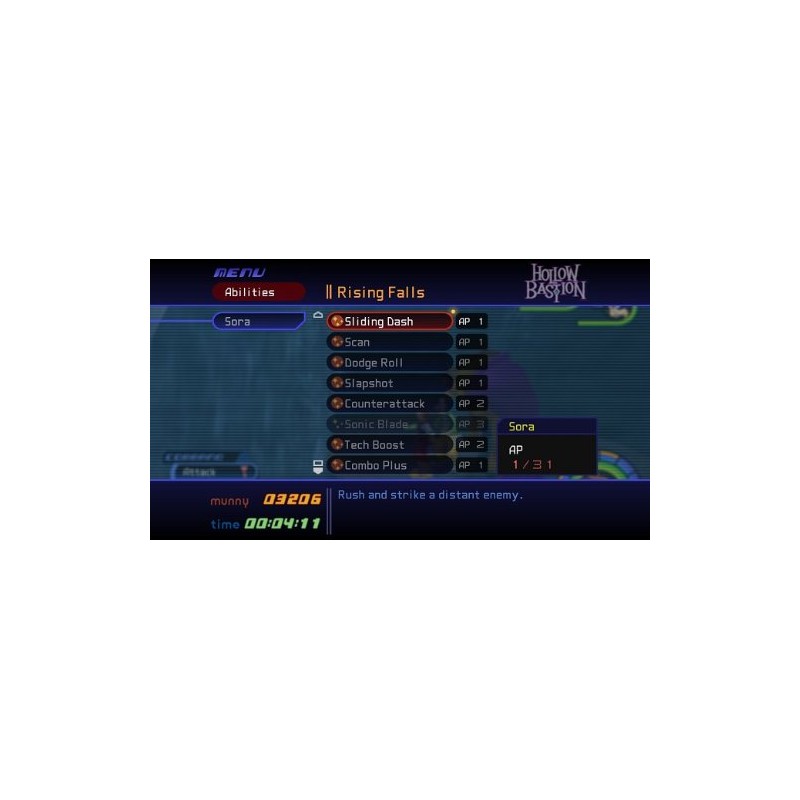 MENU
HOLLOW BASTION
Abilities
Rising Falls
Sora
Sliding Dash AP 1
Scan AP 1
Dodge Roll AP 1
Slapshot AP 1
Counterattack AP 2
Sonic Blade AP 3
Tech Boost AP 2
Combo Plus AP 1
Sora
AP
1/31
Attack
munny 03206
time 00:04:11
Rush and strike a distant enemy.